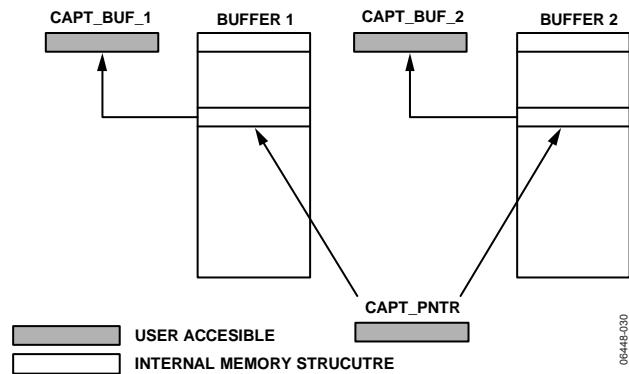 CAPT_BUF_1
BUFFER 1
CAPT_BUF_2
BUFFER 2
CAPT_PNTR
USER ACCESIBLE
INTERNAL MEMORY STRUCUTRE
06448-030